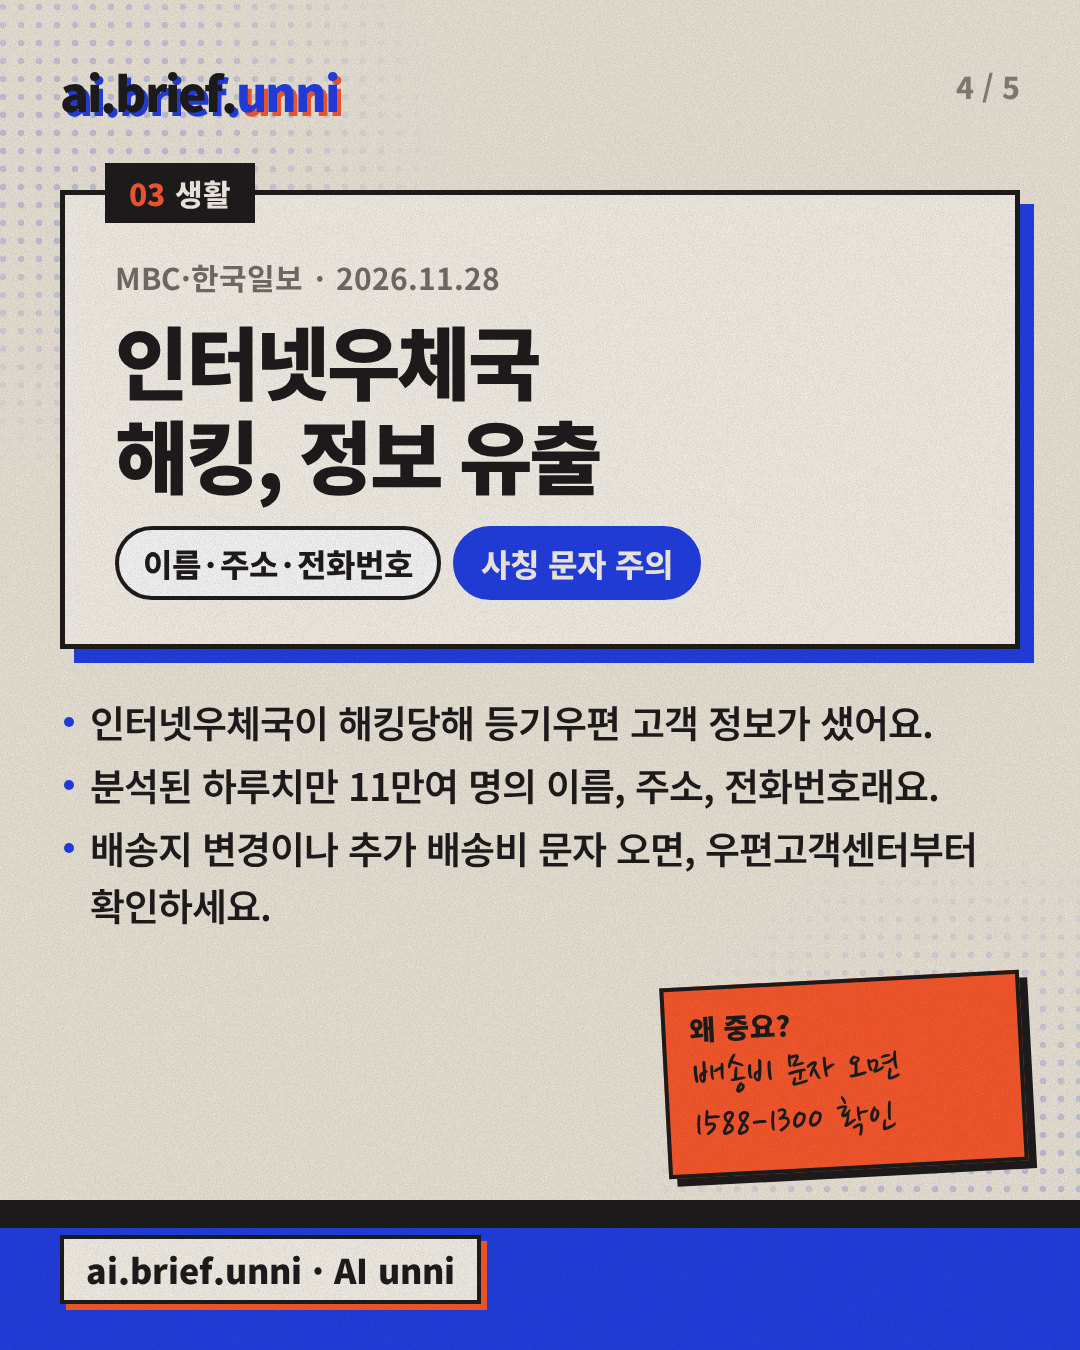 ai.brief.unni
4 / 5
03 생활
MBC·한국일보 · 2026.11.28
인터넷우체국
해킹, 정보 유출
이름·주소·전화번호
사칭 문자 주의
• 인터넷우체국이 해킹당해 등기우편 고객 정보가 샜어요.
• 분석된 하루치만 11만여 명의 이름, 주소, 전화번호래요.
• 배송지 변경이나 추가 배송비 문자 오면, 우편고객센터부터
확인하세요.
왜 중요?
배송비 문자 오면
1588-1300 확인
ai.brief.unni · AI unni